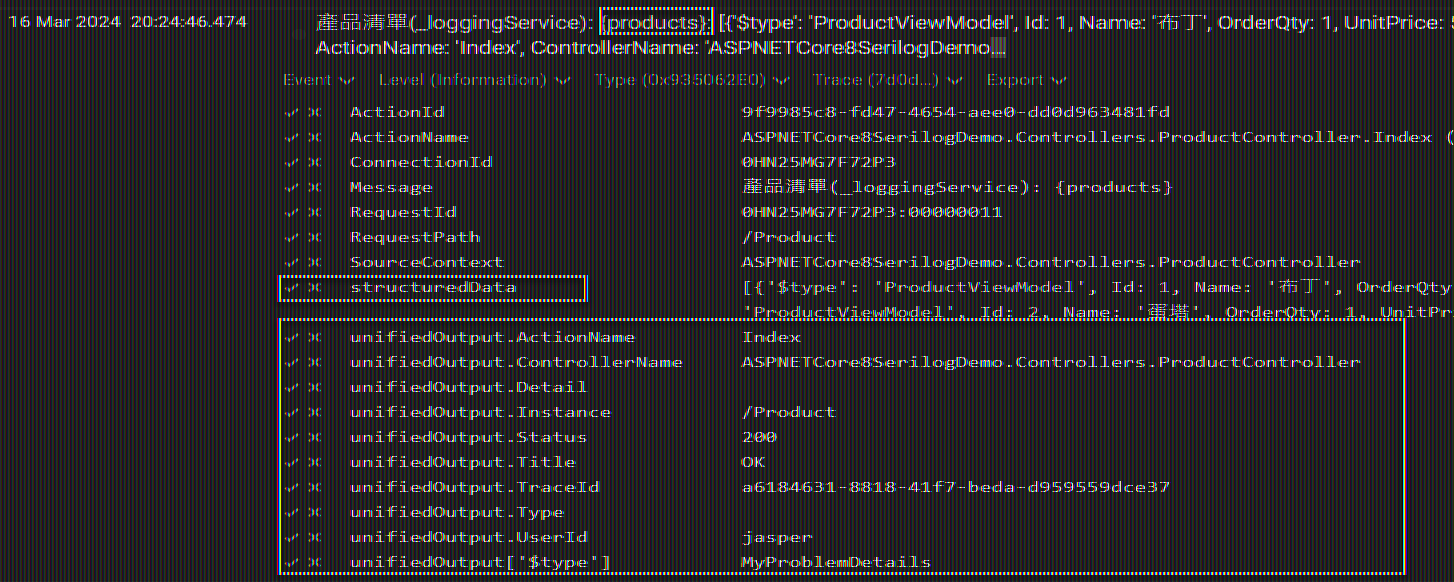 16 Mar 2024 20:24:46.474 產品清單(_loggingService): {products}: [{'$type': 'ProductViewModel', Id: 1, Name: '布丁', OrderQty: 1, UnitPrice:
ActionName: 'Index', ControllerName: 'ASPNETCore8SerilogDemo...
Event Level (Information) Type (0x935062E0) Trace (7d0d...) Export
ActionId 9f9985c8-fd47-4654-aee0-dd0d963481fd
ActionName ASPNETCore8SerilogDemo.Controllers.ProductController.Index (
ConnectionId 0HN25MG7F72P3
Message 產品清單(_loggingService): {products}
RequestId 0HN25MG7F72P3:00000011
RequestPath /Product
SourceContext ASPNETCore8SerilogDemo.Controllers.ProductController
structuredData [{'$type': 'ProductViewModel', Id: 1, Name: '布丁', OrderQty
'ProductViewModel', Id: 2, Name: '蛋塔', OrderQty: 1, UnitPr
unifiedOutput.ActionName Index
unifiedOutput.ControllerName ASPNETCore8SerilogDemo.Controllers.ProductController
unifiedOutput.Detail
unifiedOutput.Instance /Product
unifiedOutput.Status 200
unifiedOutput.Title OK
unifiedOutput.TraceId a6184631-8818-41f7-beda-d959559dce37
unifiedOutput.Type
unifiedOutput.UserId jasper
unifiedOutput['$type'] MyProblemDetails